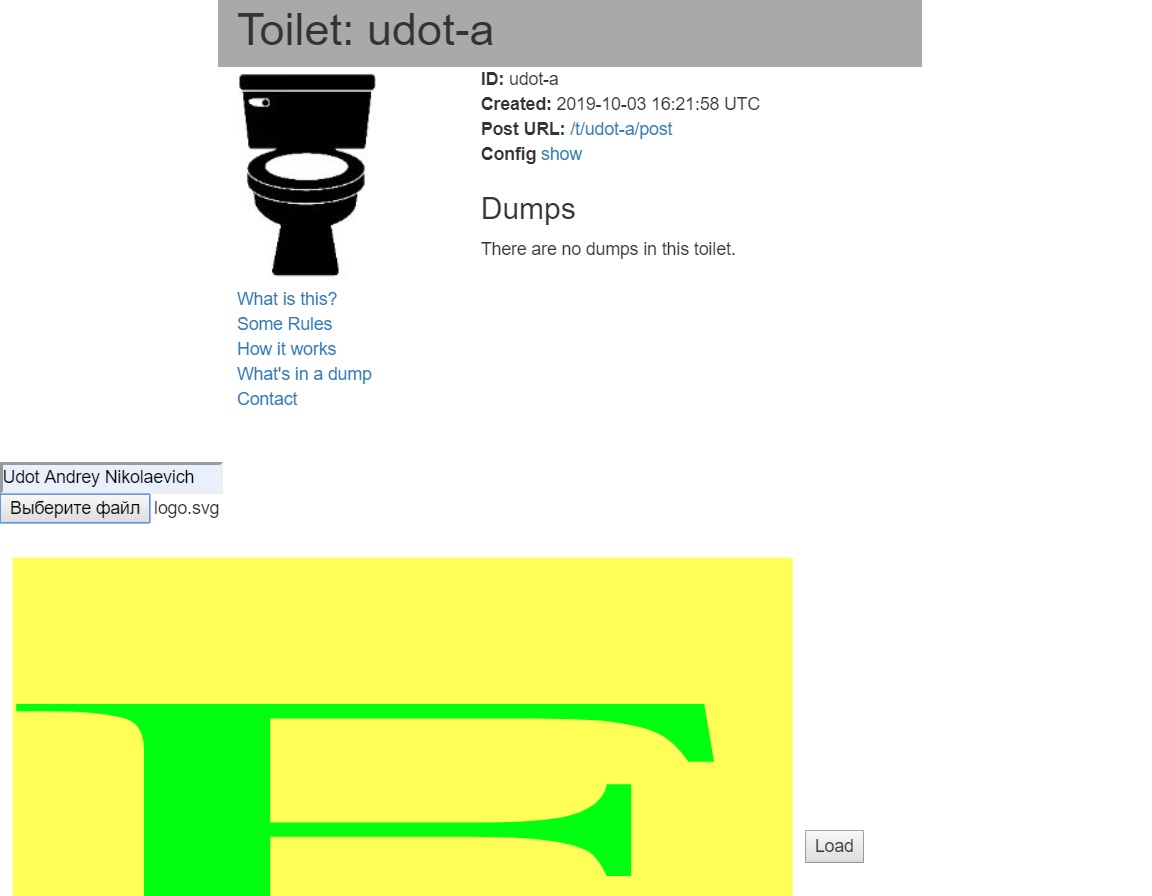 Toilet: udot-a
ID: udot-a
Created: 2019-10-03 16:21:58 UTC
Post URL: /t/udot-a/post
Config show
Dumps
There are no dumps in this toilet.
What is this?
Some Rules
How it works
What's in a dump
Contact
Udot Andrey Nikolaevich
Выберите файл logo.svg
F
Load